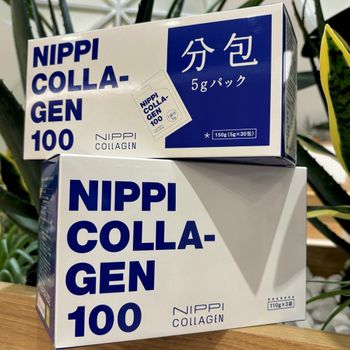 NIPPI
COLLA-
GEN
100
NIPPI
COLLAGEN
NIPPI
COLLA-
GEN
100
分包
5gパック
★ 150g(5g×30包)
NIPPI
COLLA-
GEN
100
NIPPI
COLLAGEN
110g×3袋